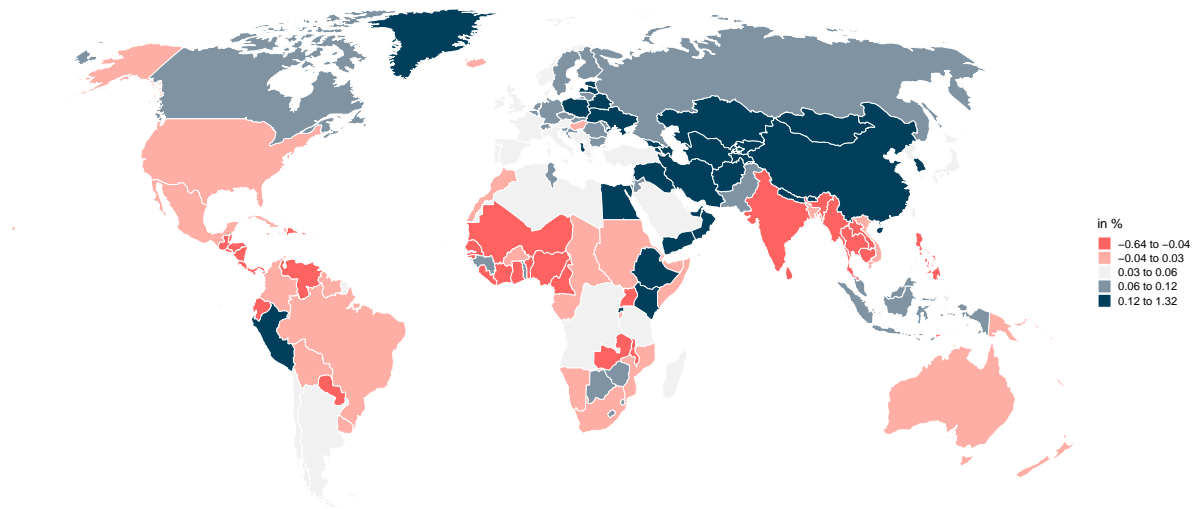 in %
−0.64 to −0.04
−0.04 to 0.03
0.03 to 0.06
0.06 to 0.12
0.12 to 1.32